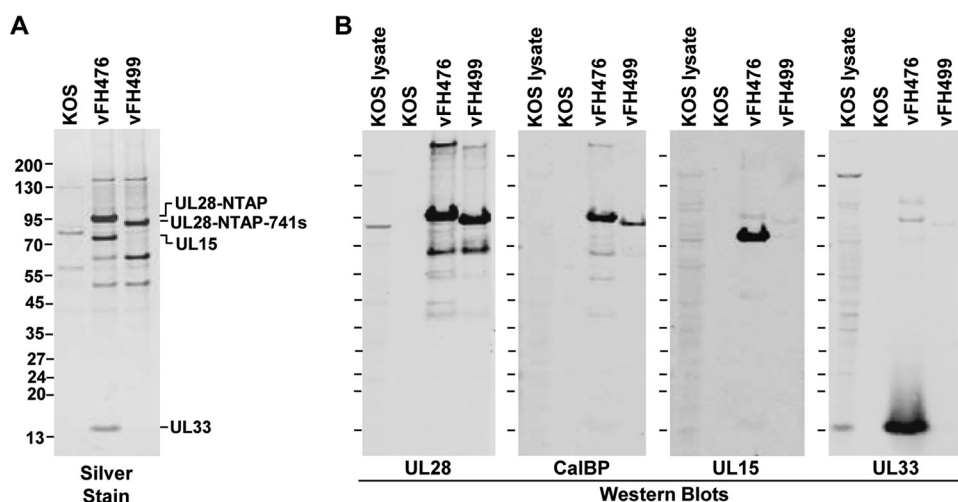 A
KOS
vFH476
vFH499
200
130
95
70
55
45
35
27
24
20
13
UL28-NTAP
UL28-NTAP-741s
UL15
UL33
Silver
Stain
B
KOS lysate
KOS
vFH476
vFH499
KOS lysate
KOS
vFH476
vFH499
KOS lysate
KOS
vFH476
vFH499
KOS lysate
KOS
vFH476
vFH499
UL28
CalBP
UL15
UL33
Western Blots